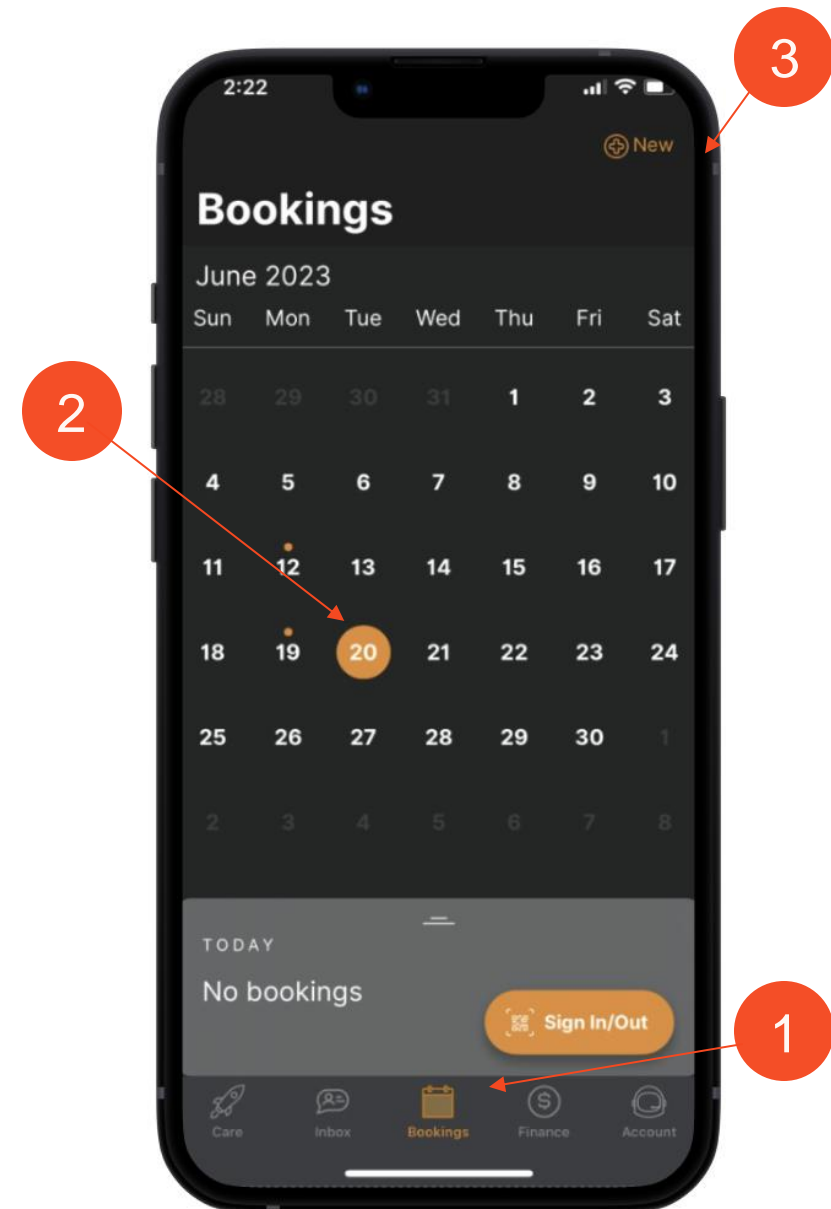 3
2:22
New
Bookings
June 2023
Sun Mon Tue Wed Thu Fri Sat
28 29 30 31 1 2 3
2
4 5 6 7 8 9 10
11 12 13 14 15 16 17
18 19 20 21 22 23 24
25 26 27 28 29 30 1
2 3 4 5 6 7 8
TODAY
No bookings
Sign In/Out
1
Care Inbox Bookings Finance Account